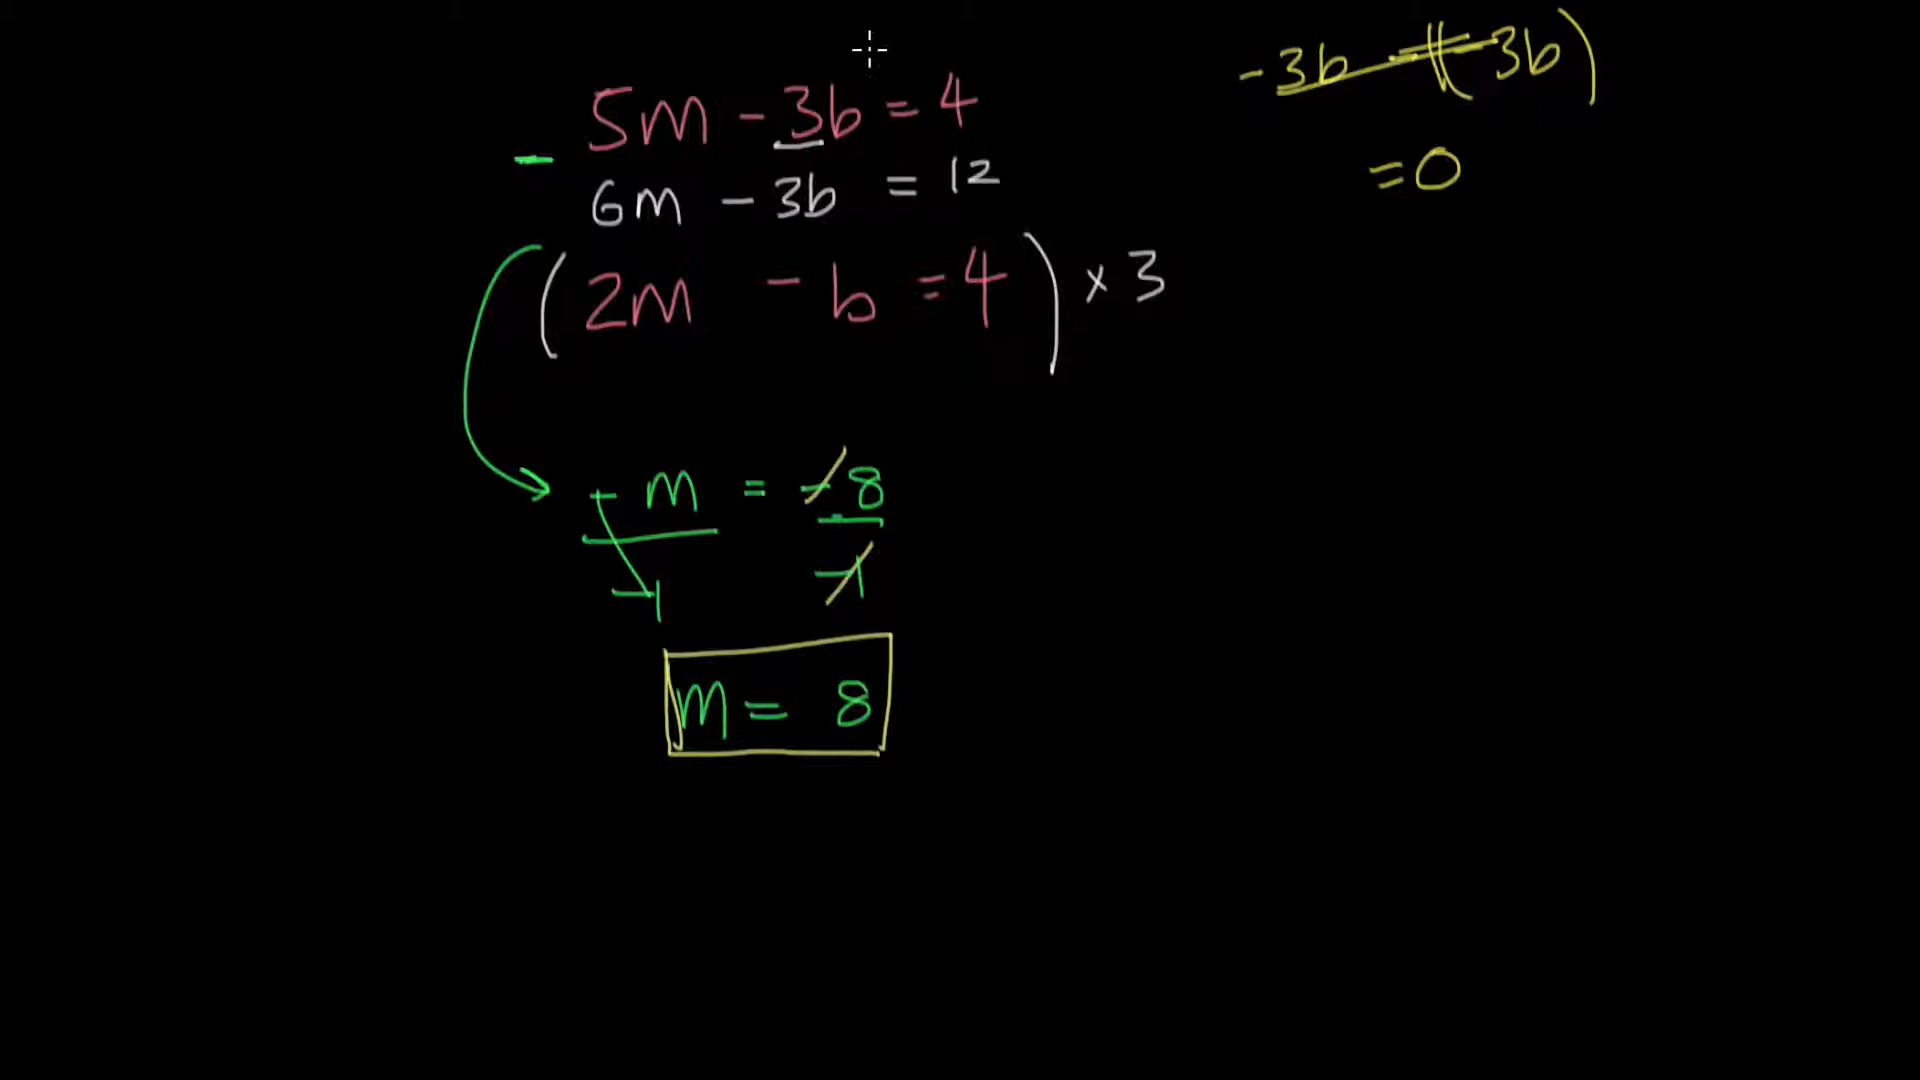 5m - 3b = 4
-
6m - 3b = 12
(2m - b = 4) × 3
-3b - (-3b)
= 0
-m = -8
-1 -1
m = 8